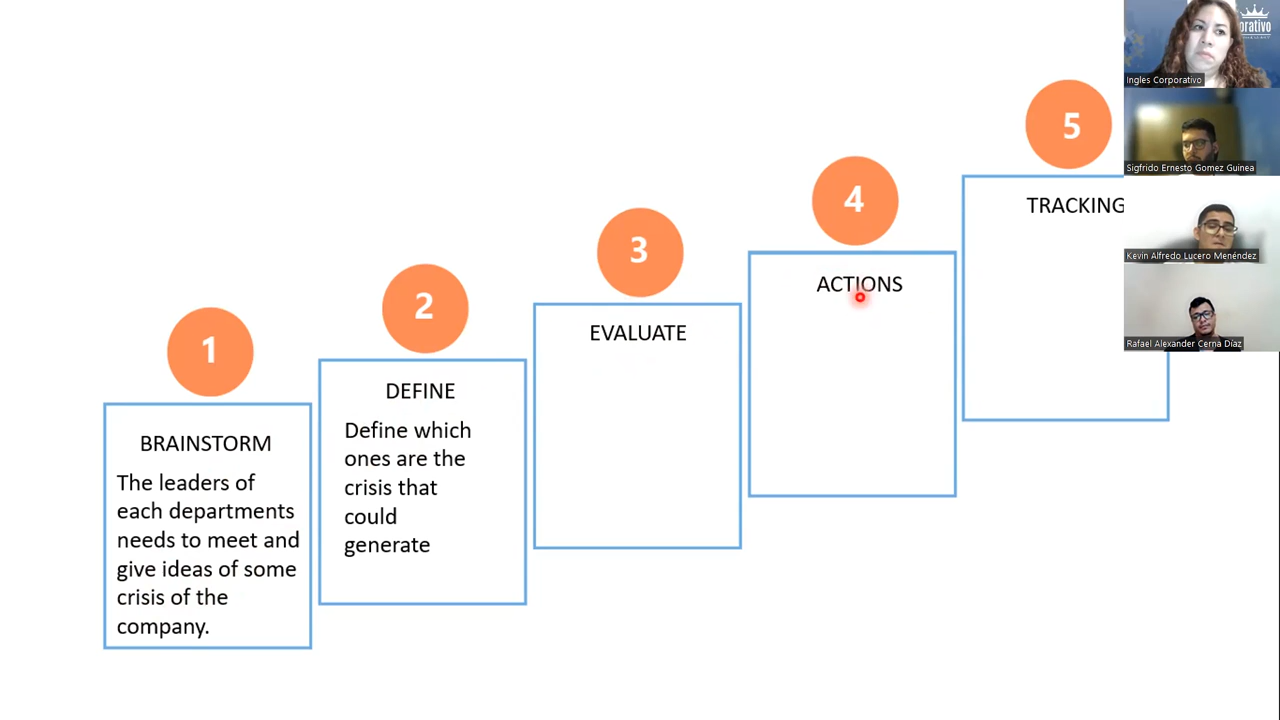 1
BRAINSTORM
The leaders of
each departments
needs to meet and
give ideas of some
crisis of the
company.
2
DEFINE
Define which
ones are the
crisis that
could
generate
3
EVALUATE
4
ACTIONS
5
TRACKING
orativo
Ingles Corporativo
Sigfrido Ernesto Gomez Guinea
Kevin Alfredo Lucero Menéndez
Rafael Alexander Cerna Díaz